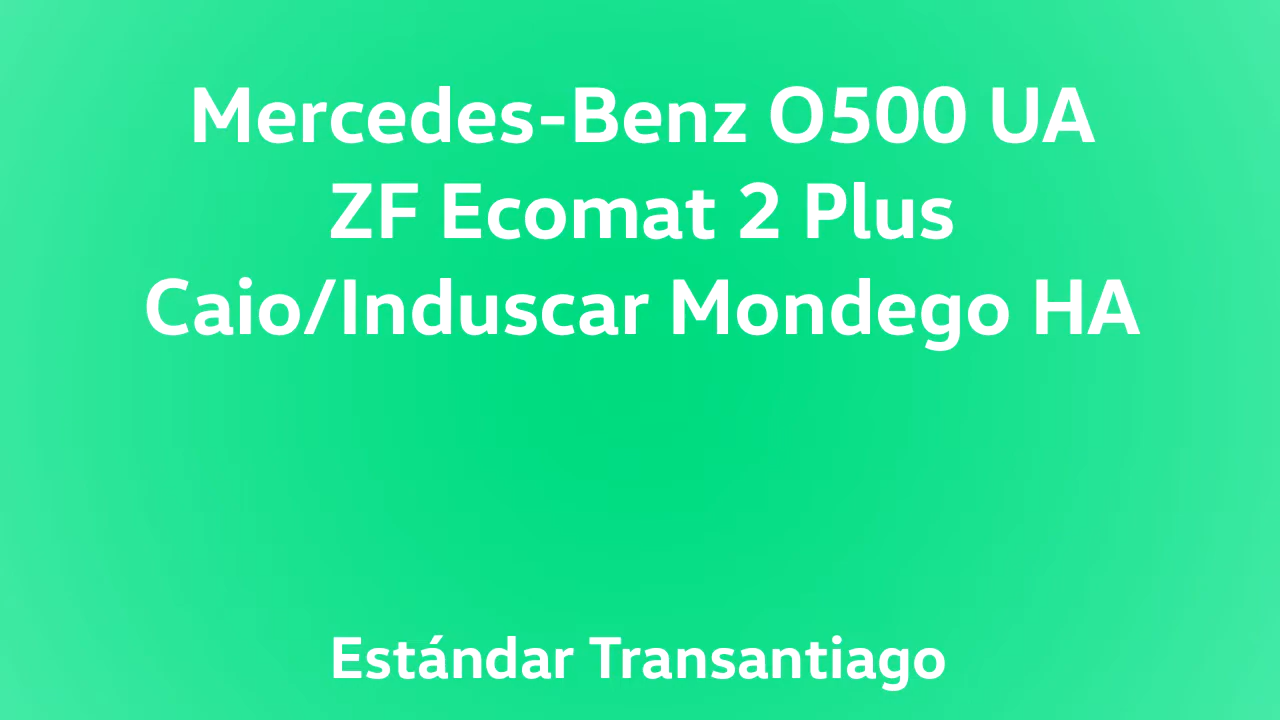 Mercedes-Benz O500 UA
ZF Ecomat 2 Plus
Caio/Induscar Mondego HA
Estándar Transantiago